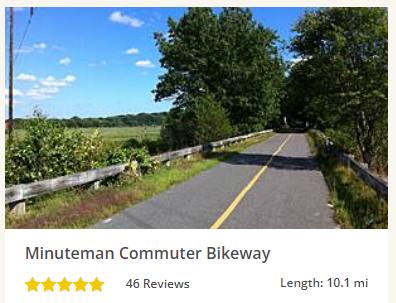 Minuteman Commuter Bikeway
46 Reviews
Length: 10.1 mi